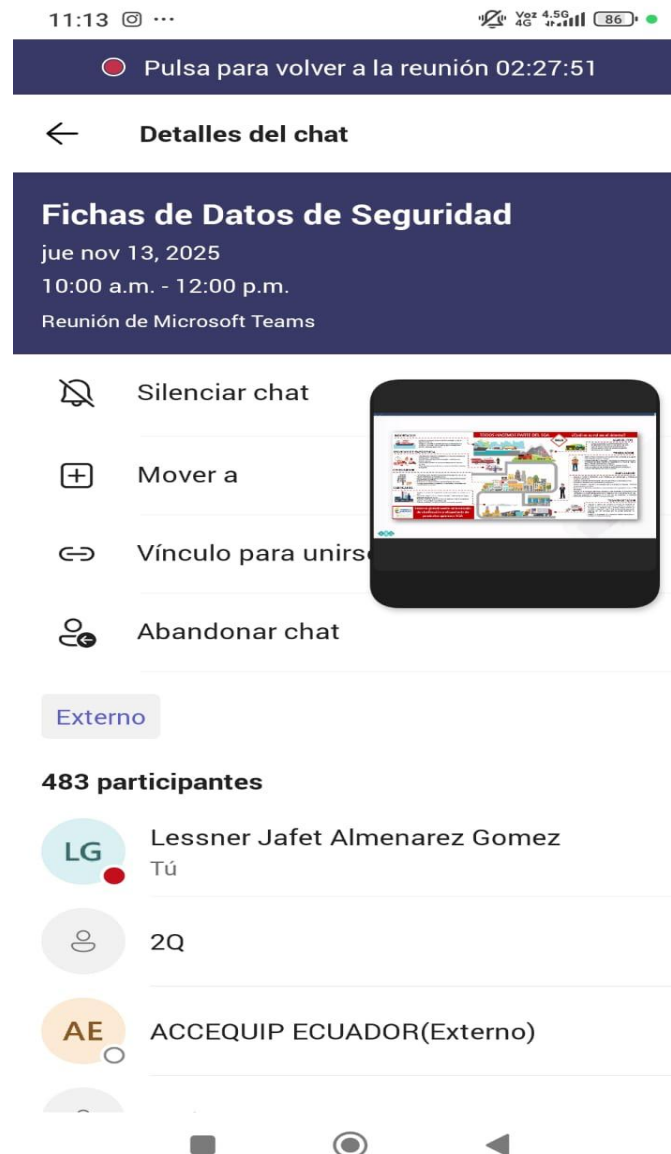 11:13
Voz 4.5G
4G
86
Pulsa para volver a la reunión 02:27:51
Detalles del chat
Fichas de Datos de Seguridad
jue nov 13, 2025
10:00 a.m. - 12:00 p.m.
Reunión de Microsoft Teams
Silenciar chat
Mover a
Vínculo para unirs
Abandonar chat
Externo
483 participantes
LG
Lessner Jafet Almenarez Gomez
Tú
2Q
AE
ACCEQUIP ECUADOR(Externo)